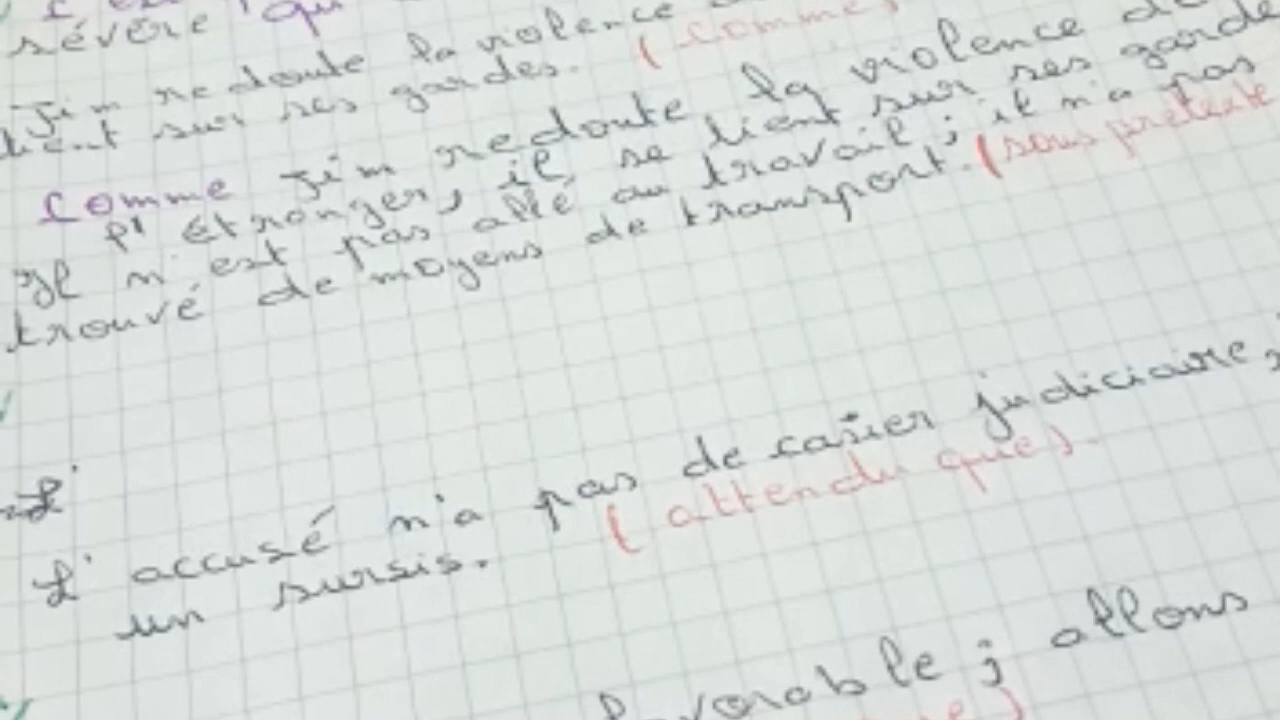 sévère qu
Jim redoute la violence
tient sur ses gardes. (comme)
Comme Jim redoute la violence de
l'étranger, il se tient sur ses garde
Il n'est pas allé au travail ; il n'a pas
trouvé de moyens de transport. (sous prétexte
L'
L'accusé n'a pas de casier judiciaire,
un sursis. (attendu que).
favorable ; allons